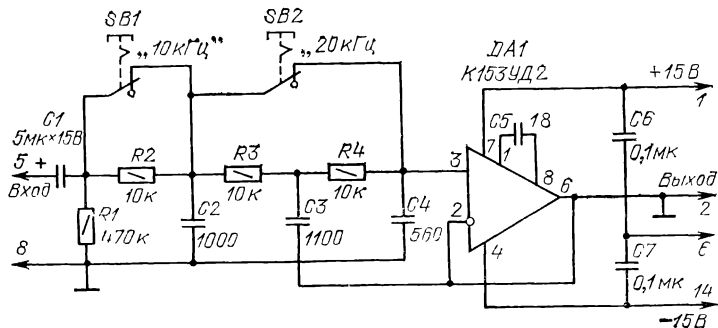 SB1
„10кГц“
SB2
„20кГц
DA1
К153УД2
+15В
1
C1
5мк×15В
5 +
Вход
R2
10к
R3
10к
R4
10к
3
7
1
C5
18
8
6
2
4
C6
0,1мк
Выход
2
R1
470к
C2
1000
C3
1100
C4
560
8
6
C7
0,1мк
14
-15В